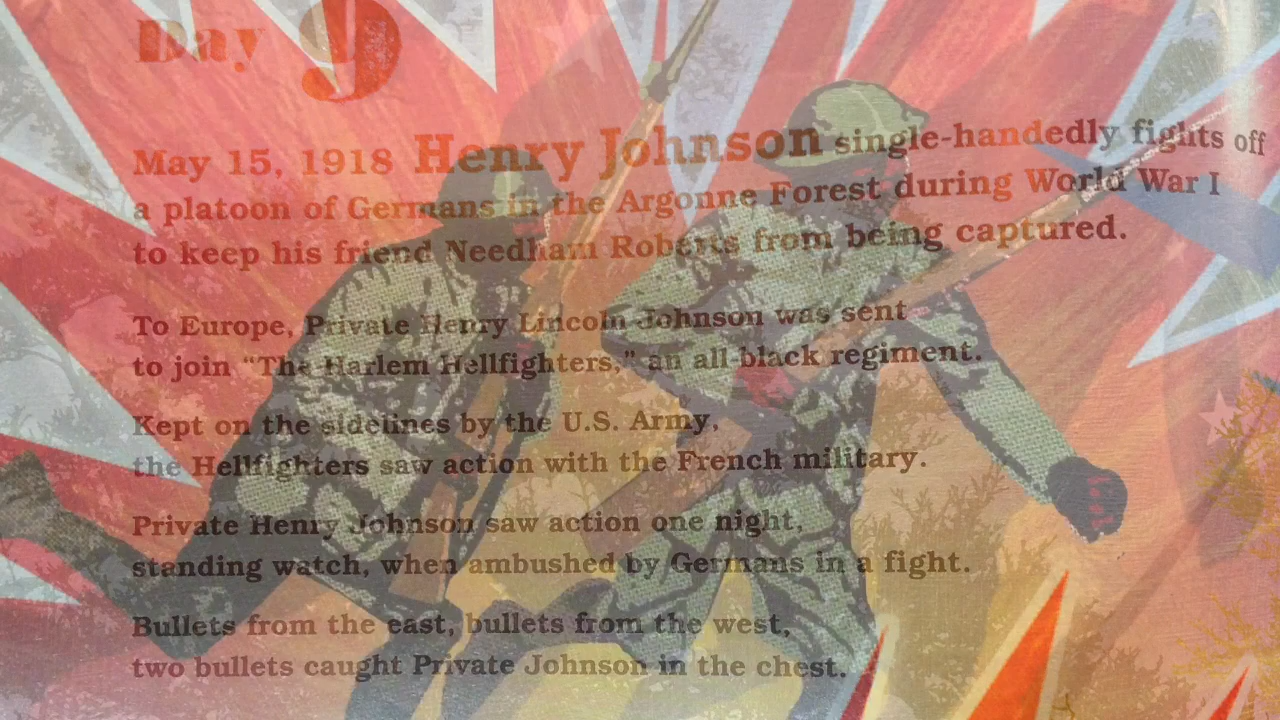 Day 9
May 15, 1918 Henry Johnson single-handedly fights off
a platoon of Germans in the Argonne Forest during World War I
to keep his friend Needham Roberts from being captured.
To Europe, Private Henry Lincoln Johnson was sent
to join “The Harlem Hellfighters,” an all black regiment.
Kept on the sidelines by the U.S. Army,
the Hellfighters saw action with the French military.
Private Henry Johnson saw action one night,
standing watch, when ambushed by Germans in a fight.
Bullets from the east, bullets from the west,
two bullets caught Private Johnson in the chest.